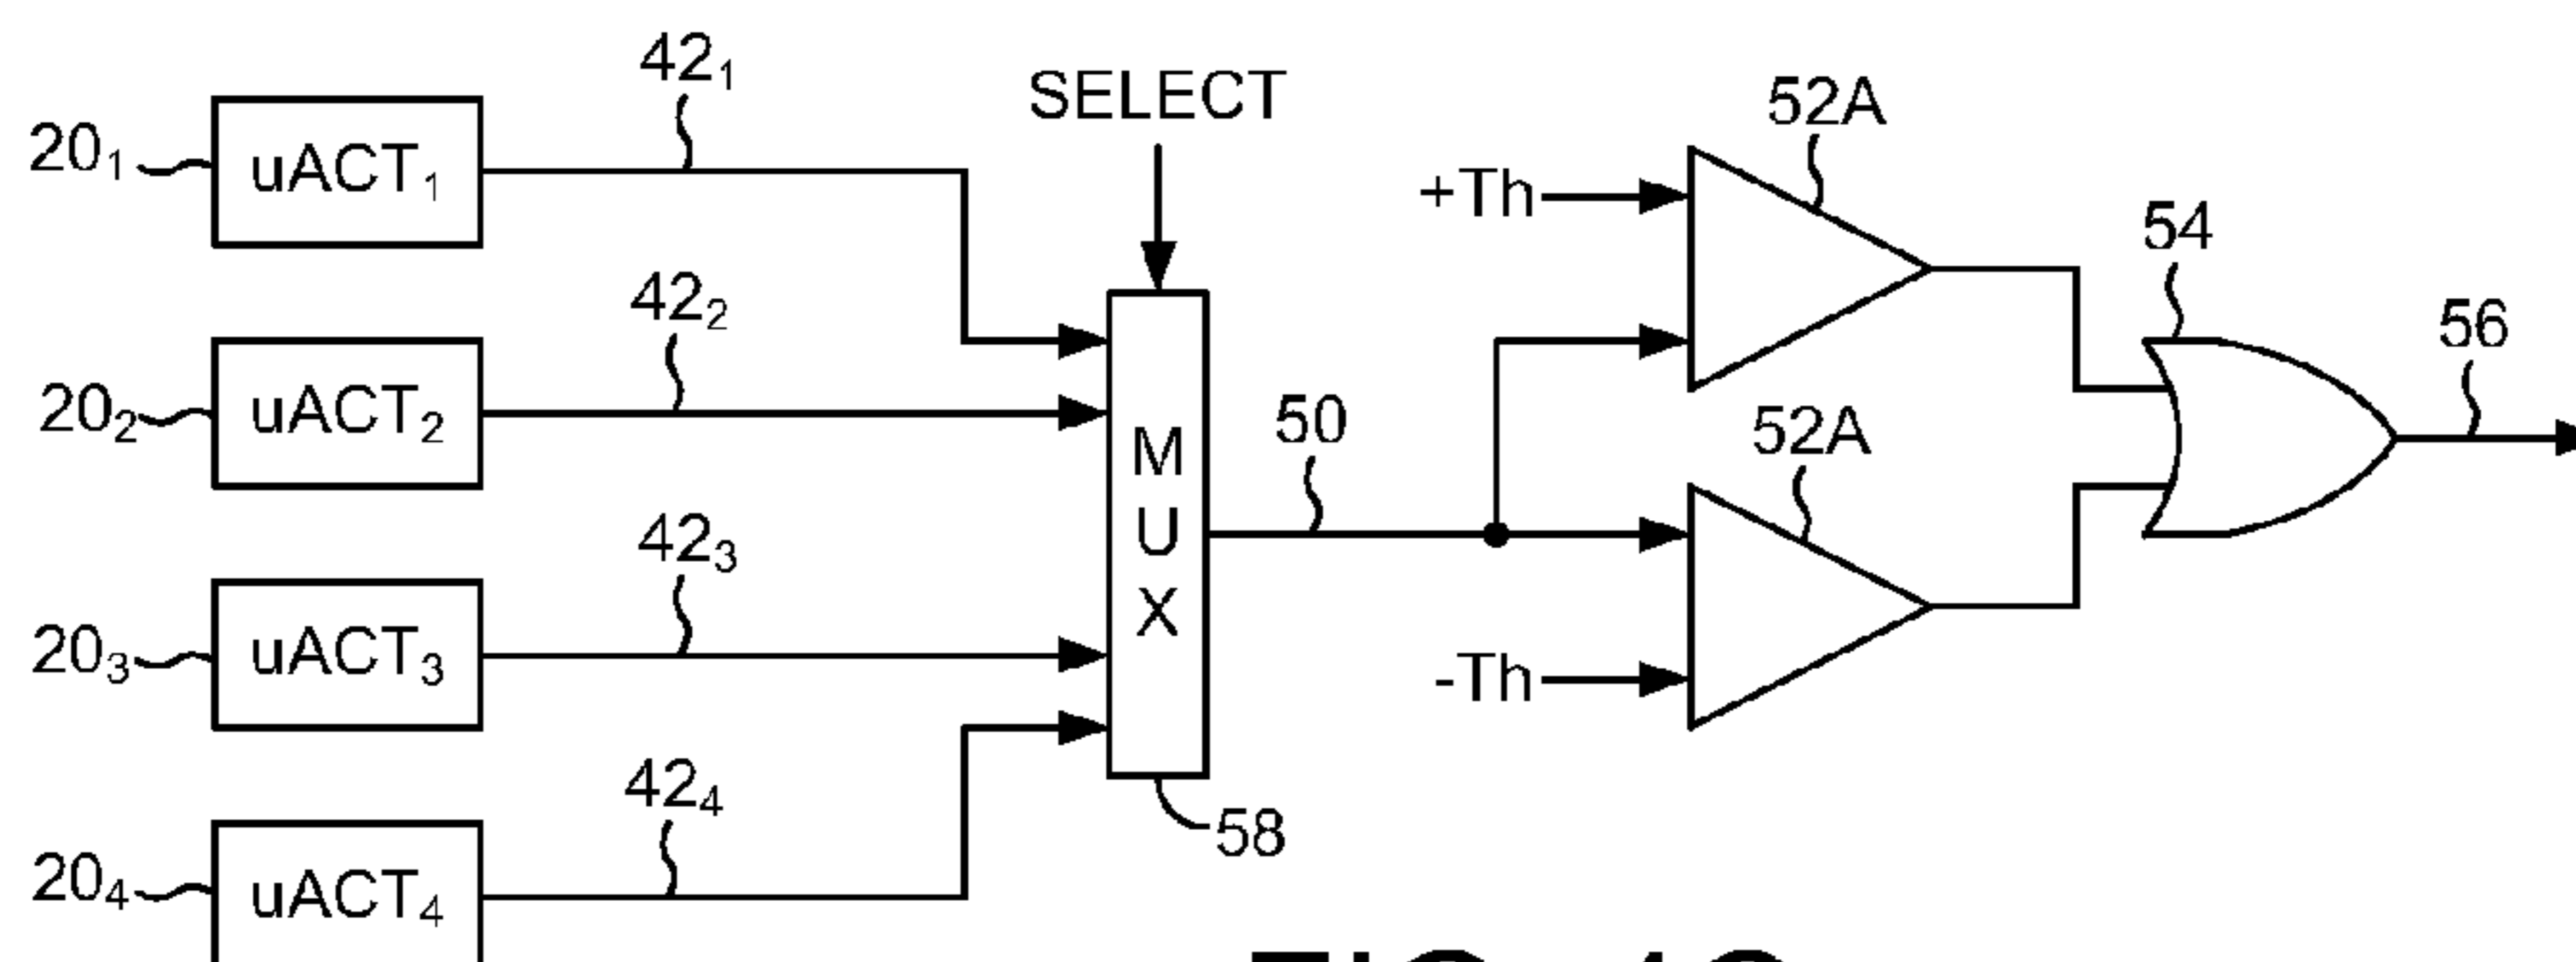 42₁
SELECT
52A
20₁
uACT₁
+Th
54
42₂
56
20₂
uACT₂
50
52A
M
U
X
42₃
20₃
uACT₃
-Th
42₄
58
20₄
uACT₄